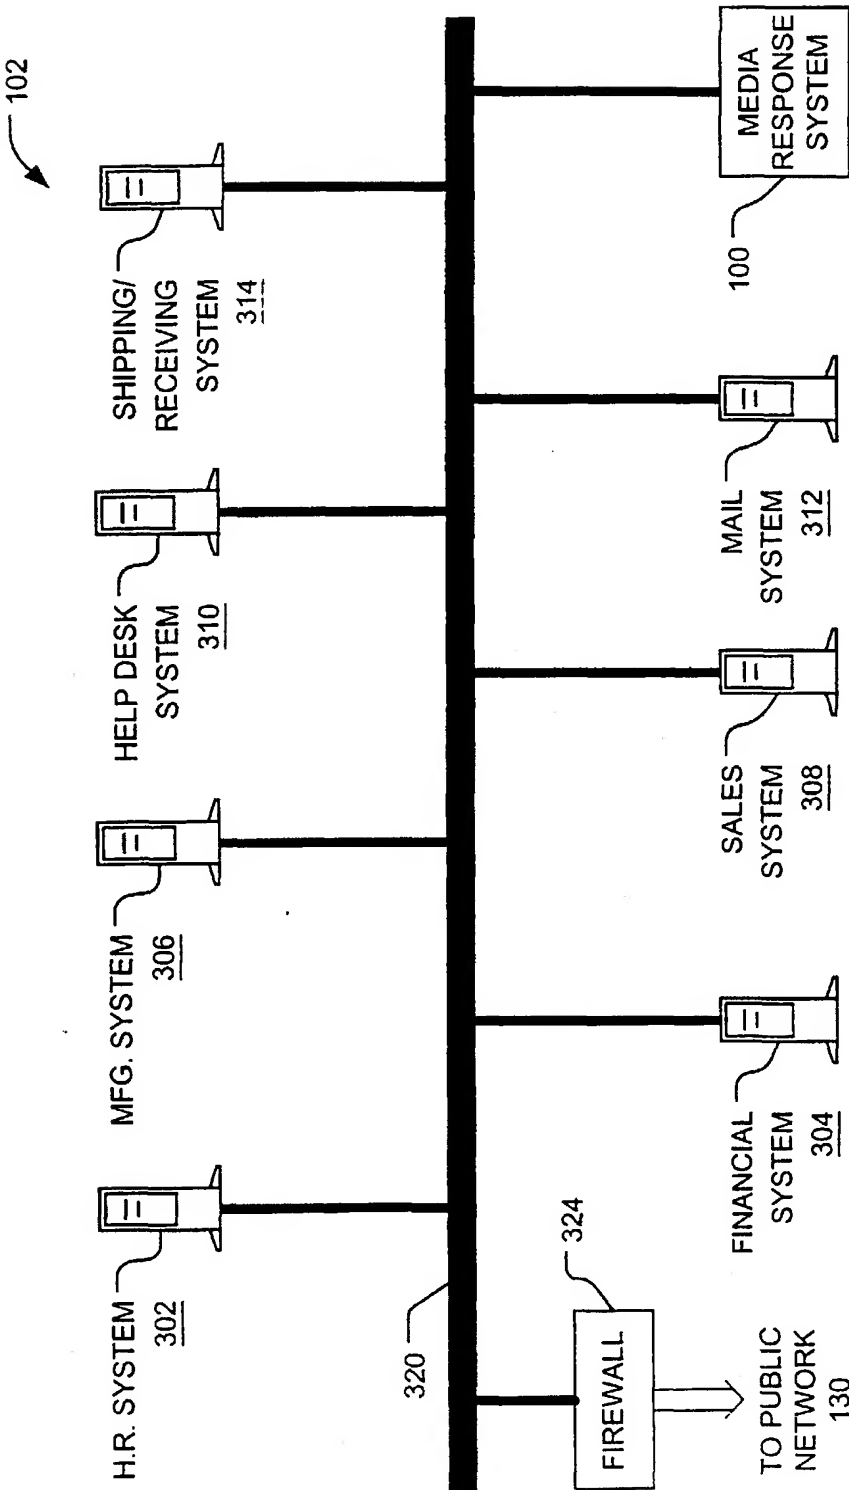 102
H.R. SYSTEM
302
MFG. SYSTEM
306
HELP DESK
SYSTEM
310
SHIPPING/
RECEIVING
SYSTEM
314
320
FIREWALL
324
TO PUBLIC
NETWORK
130
FINANCIAL
SYSTEM
304
SALES
SYSTEM
308
MAIL
SYSTEM
312
100
MEDIA
RESPONSE
SYSTEM